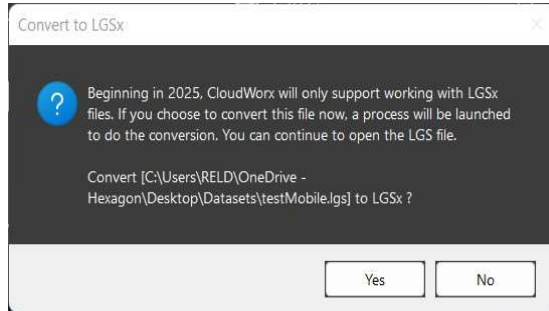 Convert to LGSx
Beginning in 2025, CloudWorx will only support working with LGSx
files. If you choose to convert this file now, a process will be launched
to do the conversion. You can continue to open the LGS file.
Convert [C:\Users\RELD\OneDrive -
Hexagon\Desktop\Datasets\testMobile.lgs] to LGSx ?
Yes
No